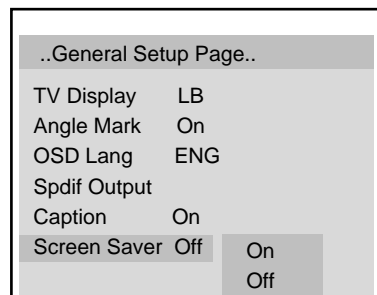 ..General Setup Page..
TV Display LB
Angle Mark On
OSD Lang ENG
Spdif Output
Caption On
Screen Saver Off On
Off